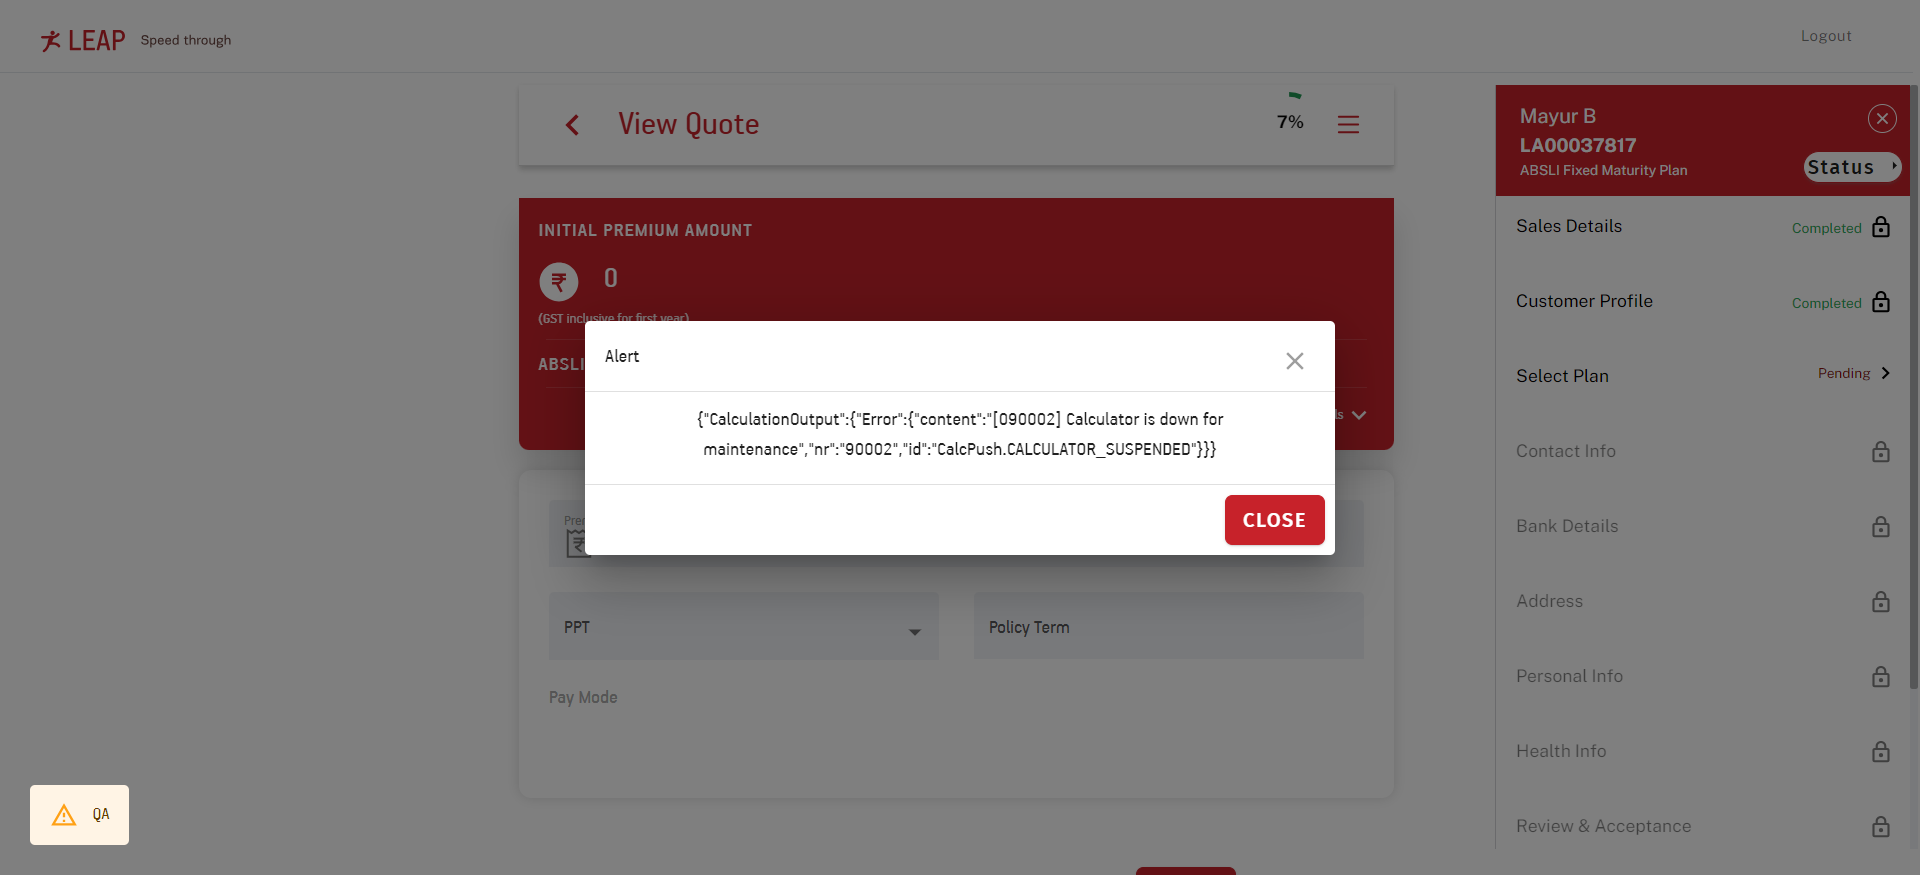 LEAP Speed through
Logout
View Quote
7%
INITIAL PREMIUM AMOUNT
₹ 0
(GST inclusive for first year)
ABSLI
Alert
{"CalculationOutput":{"Error":{"content":"[090002] Calculator is down for
maintenance","nr":"90002","id":"CalcPush.CALCULATOR_SUSPENDED"}}}
CLOSE
PPT
Policy Term
Pay Mode
QA
Mayur B
LA00037817
ABSLI Fixed Maturity Plan
Status
Sales Details Completed
Customer Profile Completed
Select Plan Pending
Contact Info
Bank Details
Address
Personal Info
Health Info
Review & Acceptance